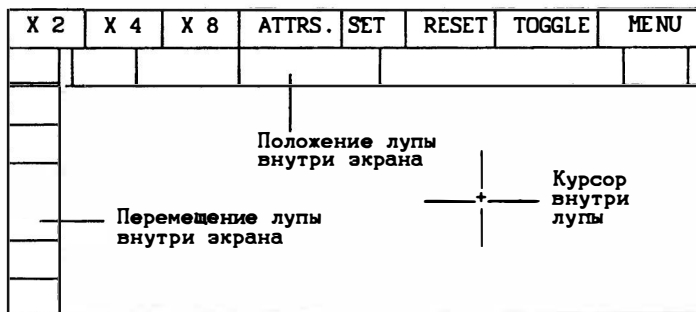 X 2 X 4 X 8 ATTRS. SET RESET TOGGLE MENU
Положение лупы
внутри экрана
Курсор
внутри
лупы
Перемещение лупы
внутри экрана